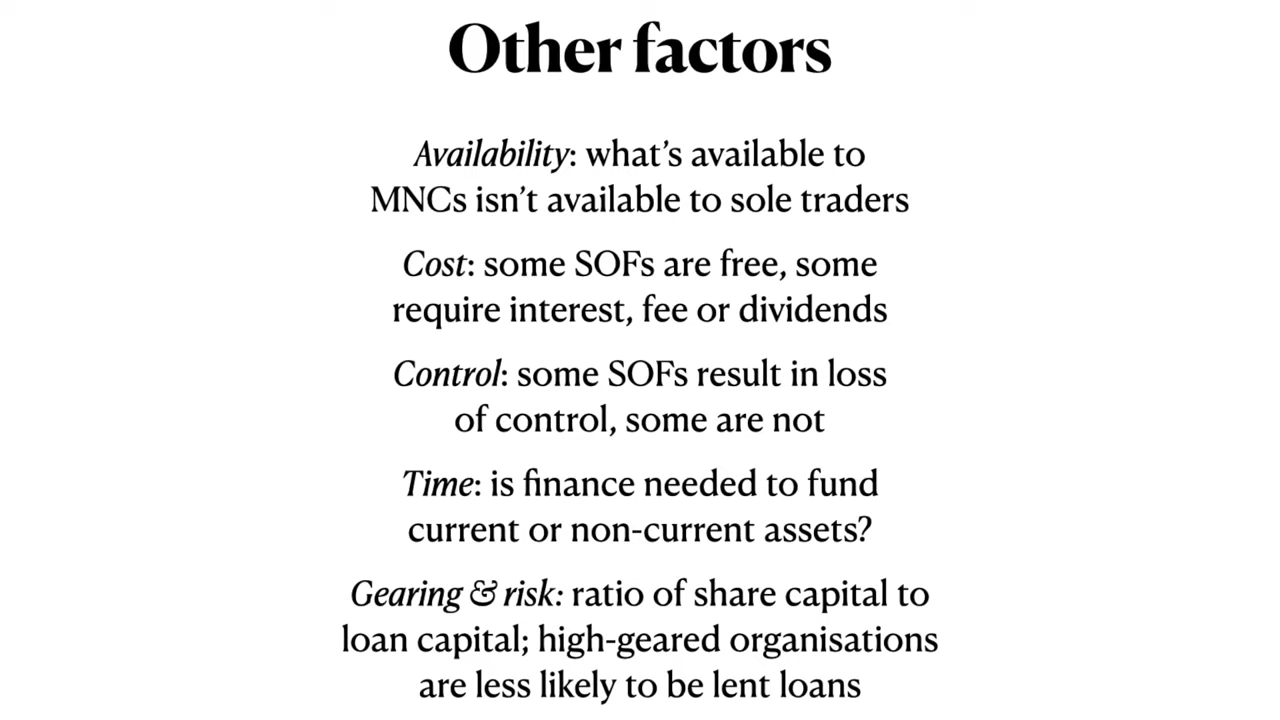 Other factors
Availability: what’s available to
MNCs isn’t available to sole traders
Cost: some SOFs are free, some
require interest, fee or dividends
Control: some SOFs result in loss
of control, some are not
Time: is finance needed to fund
current or non-current assets?
Gearing & risk: ratio of share capital to
loan capital; high-geared organisations
are less likely to be lent loans